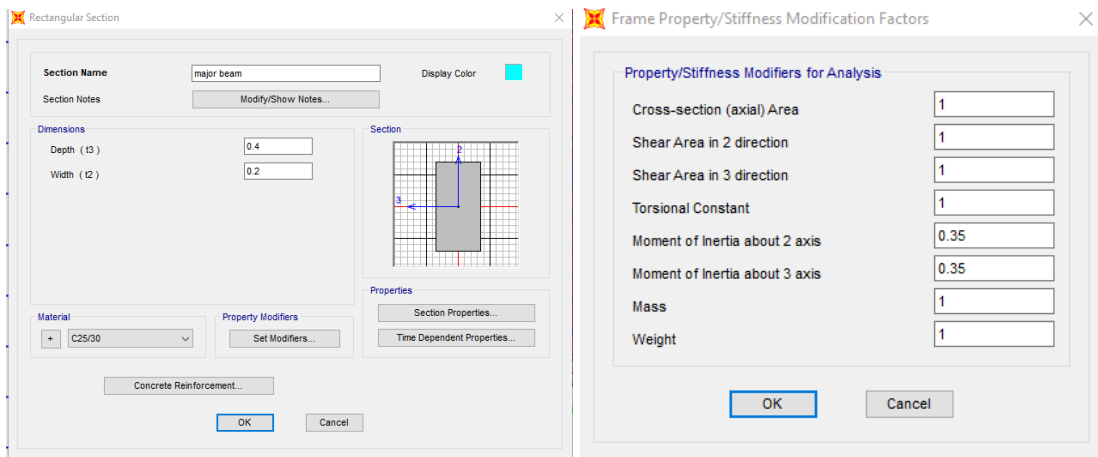 Rectangular Section
Section Name major beam Display Color
Section Notes Modify/Show Notes...
Dimensions
Depth ( t3 ) 0.4
Width ( t2 ) 0.2
Section
2
3
Properties
Section Properties...
Time Dependent Properties...
Material
+ C25/30
Property Modifiers
Set Modifiers...
Concrete Reinforcement...
OK Cancel
Frame Property/Stiffness Modification Factors
Property/Stiffness Modifiers for Analysis
Cross-section (axial) Area 1
Shear Area in 2 direction 1
Shear Area in 3 direction 1
Torsional Constant 1
Moment of Inertia about 2 axis 0.35
Moment of Inertia about 3 axis 0.35
Mass 1
Weight 1
OK Cancel